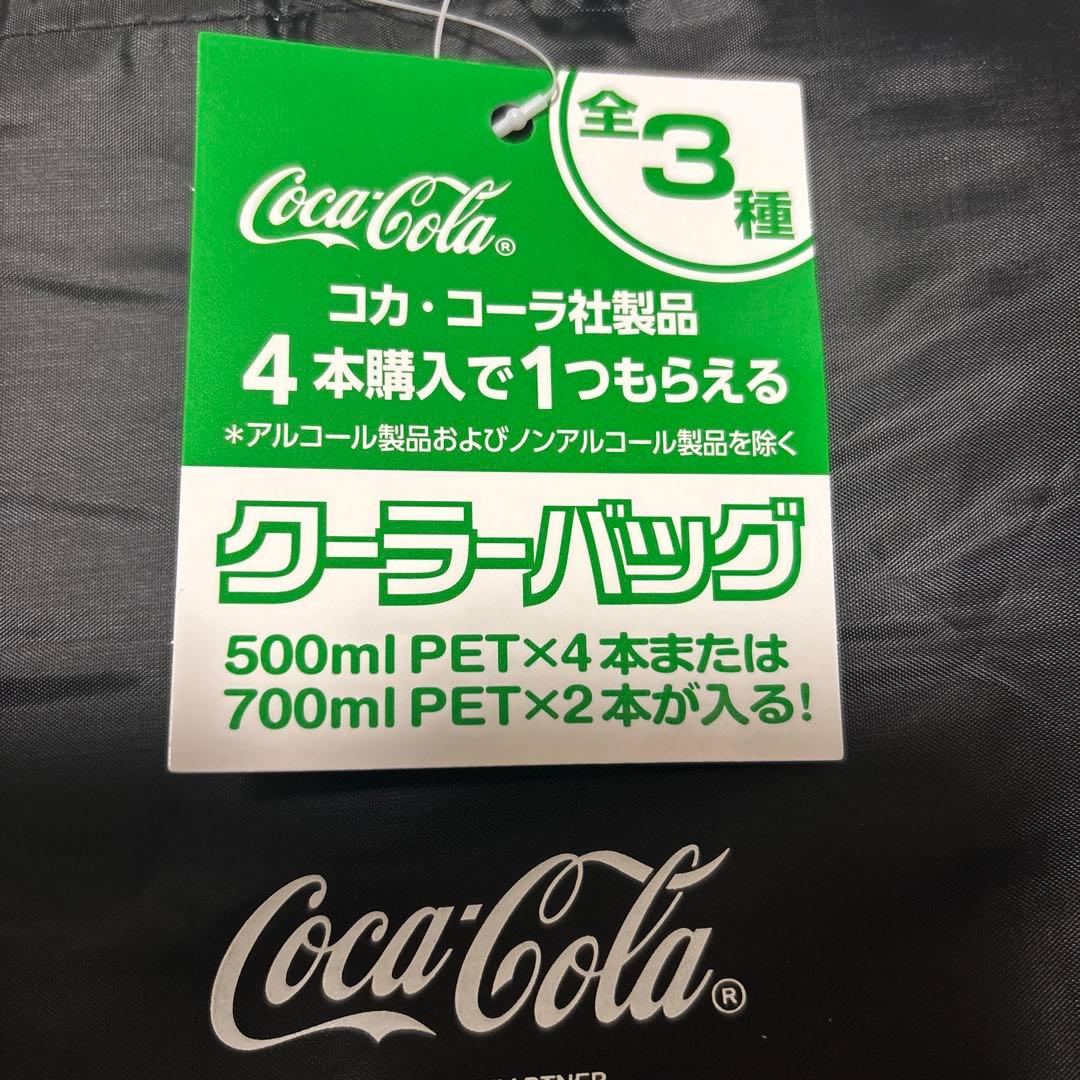 全3種
Coca-Cola®
コカ・コーラ社製品
4本購入で1つもらえる
*アルコール製品およびノンアルコール製品を除く
クーラーバッグ
500ml PET×4本または
700ml PET×2本が入る!
Coca-Cola®